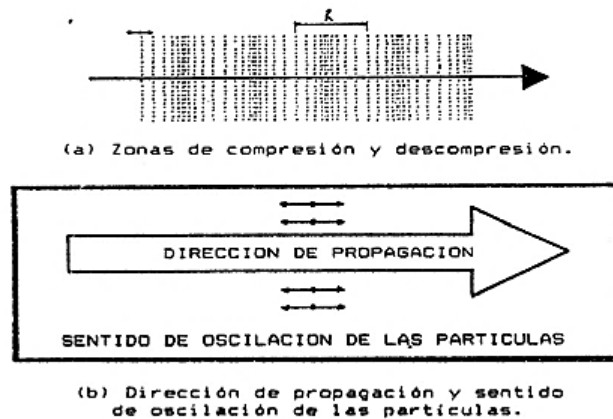 (a) Zonas de compresión y descompresión.
DIRECCION DE PROPAGACION
SENTIDO DE OSCILACION DE LAS PARTICULAS
(b) Dirección de propagación y sentido
de oscilación de las partículas.